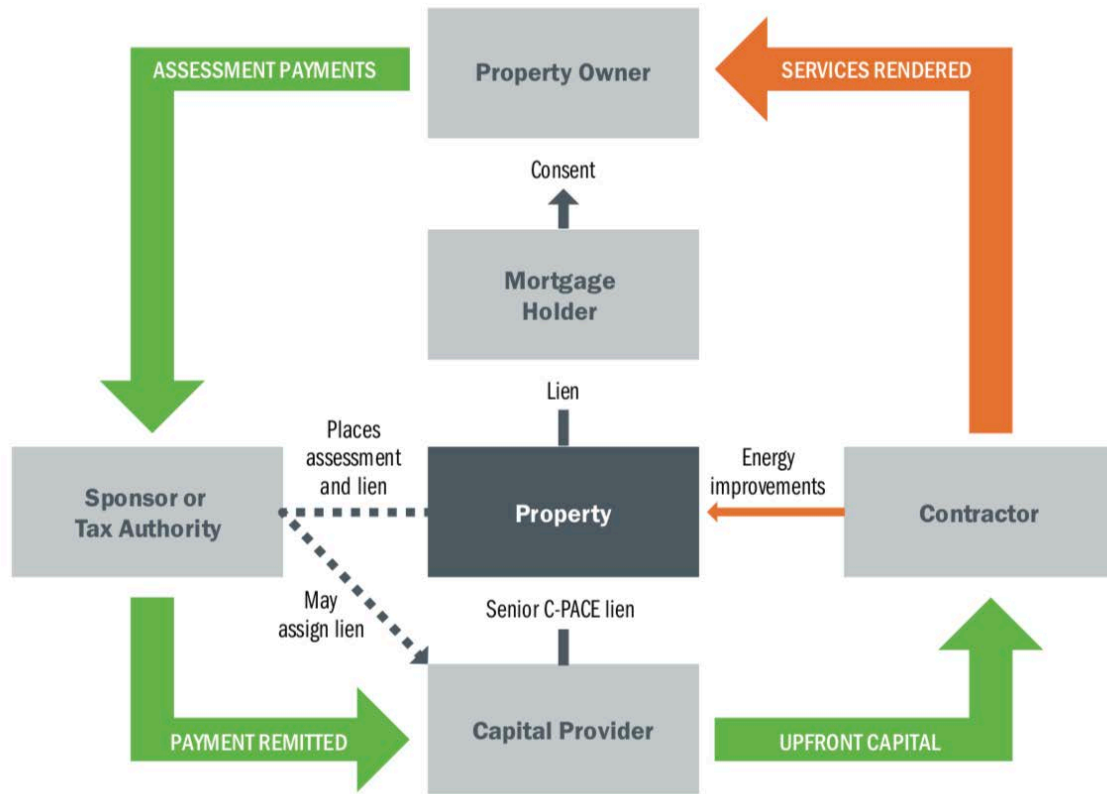 ASSESSMENT PAYMENTS
Property Owner
SERVICES RENDERED
Consent
Mortgage
Holder
Lien
Places
assessment
and lien
Energy
improvements
Sponsor or
Tax Authority
Property
Contractor
May
assign lien
Senior C-PACE lien
PAYMENT REMITTED
Capital Provider
UPFRONT CAPITAL